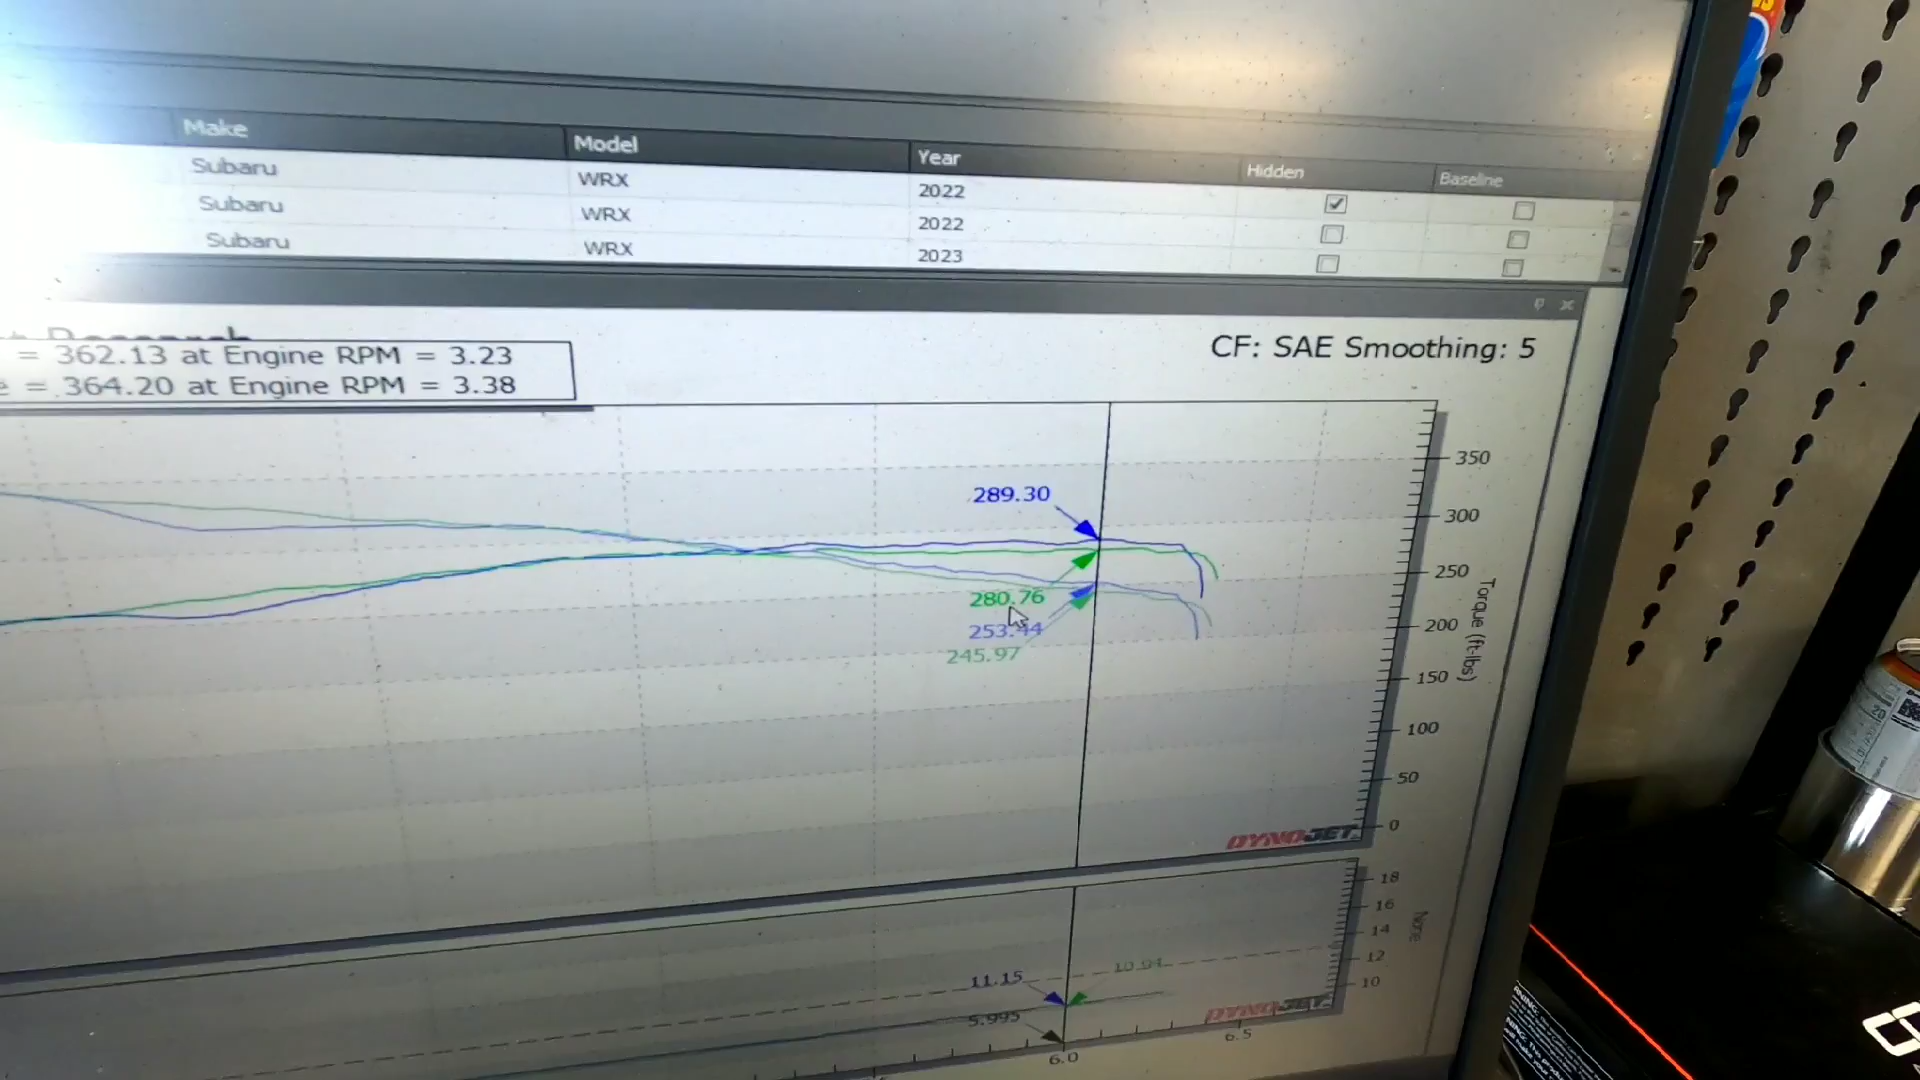 Make Model Year Hidden Baseline
Subaru WRX 2022
Subaru WRX 2022
Subaru WRX 2023
Research
= 362.13 at Engine RPM = 3.23
= 364.20 at Engine RPM = 3.38
CF: SAE Smoothing: 5
350
289.30
300
250
280.76
253.44
200
245.97
150
Torque (ft-lbs)
100
50
0
DYNOJET
18
16
14
12
10
None
11.15
10.94
5.995
DYNOJET
6.0
6.5
20